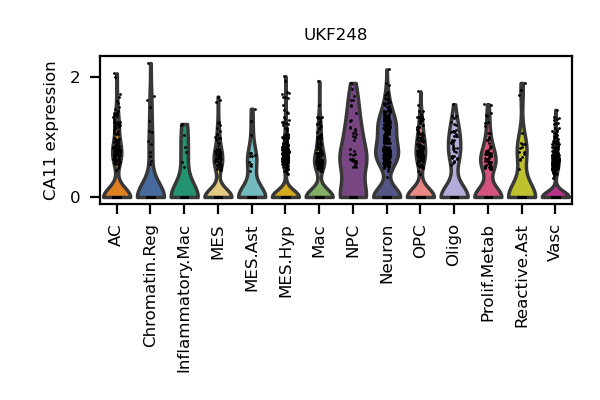 UKF248
CA11 expression
2
0
AC
Chromatin.Reg
Inflammatory.Mac
MES
MES.Ast
MES.Hyp
Mac
NPC
Neuron
OPC
Oligo
Prolif.Metab
Reactive.Ast
Vasc